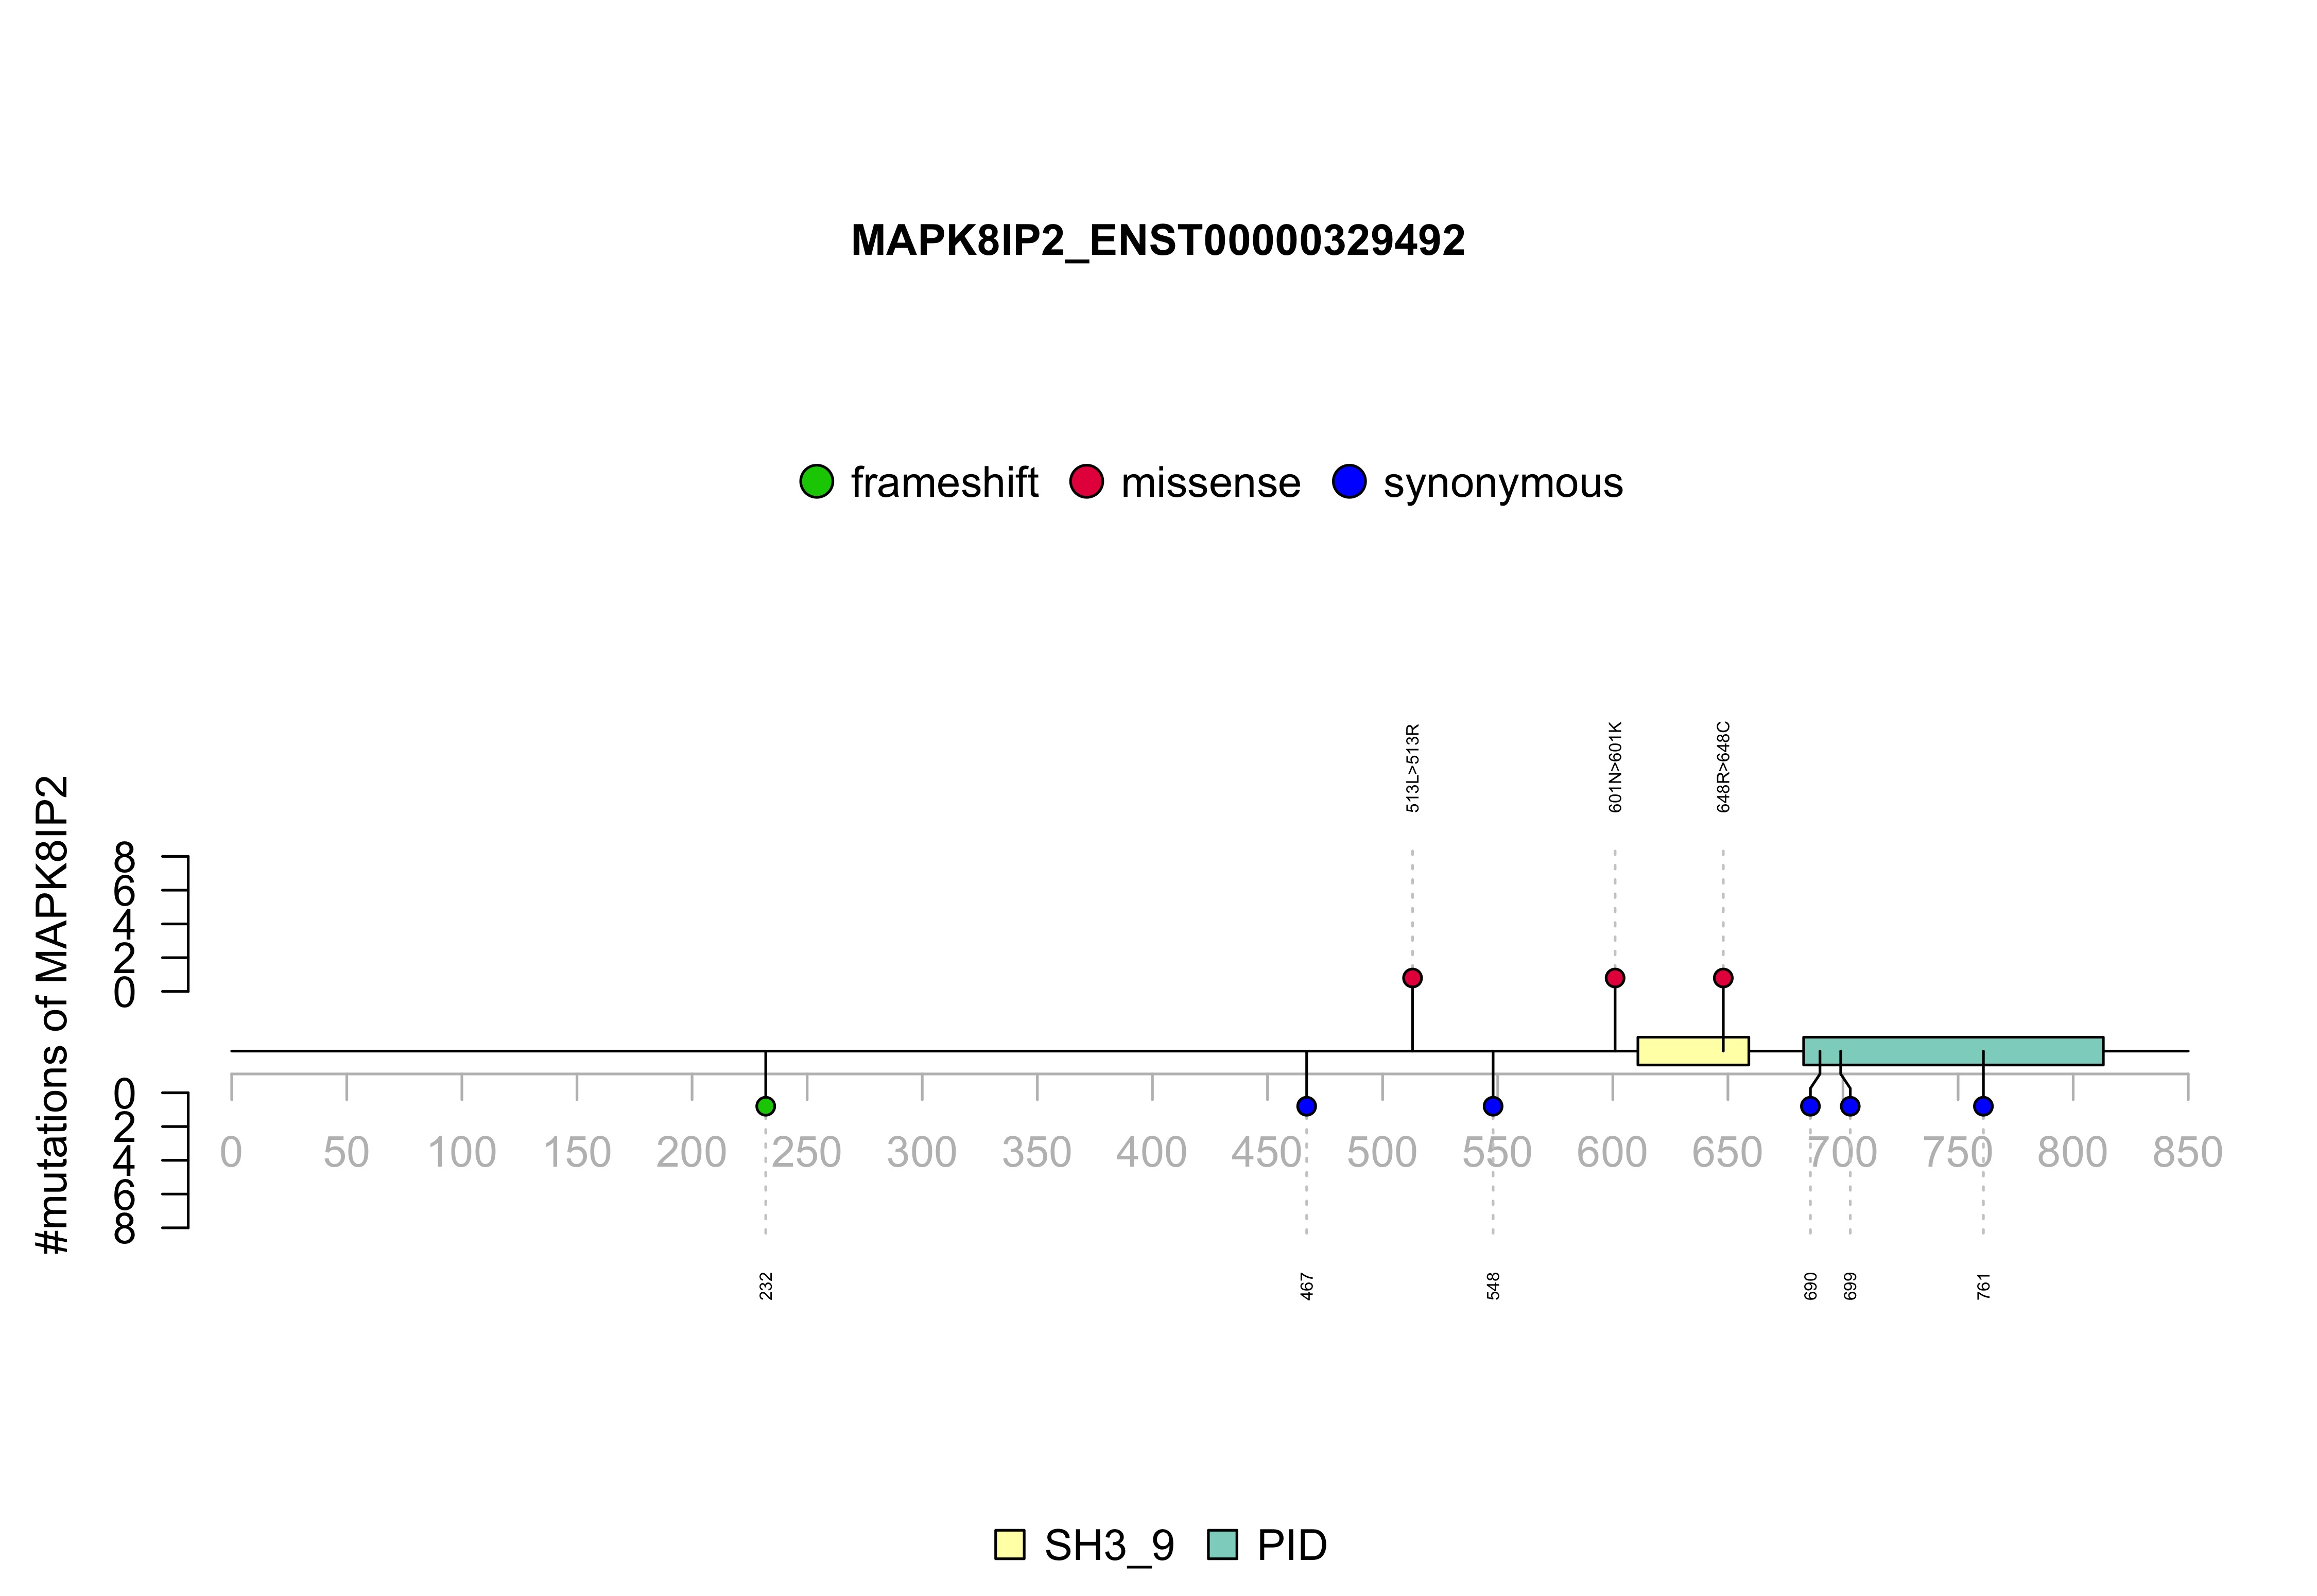 MAPK8IP2_ENST00000329492
frameshift missense synonymous
513L>513R 601N>601K 648R>648C
#mutations of MAPK8IP2
8
6
4
2
0
0
2
4
6
8
0 50 100 150 200 250 300 350 400 450 500 550 600 650 700 750 800 850
232 467 548 690 699 761
SH3_9 PID